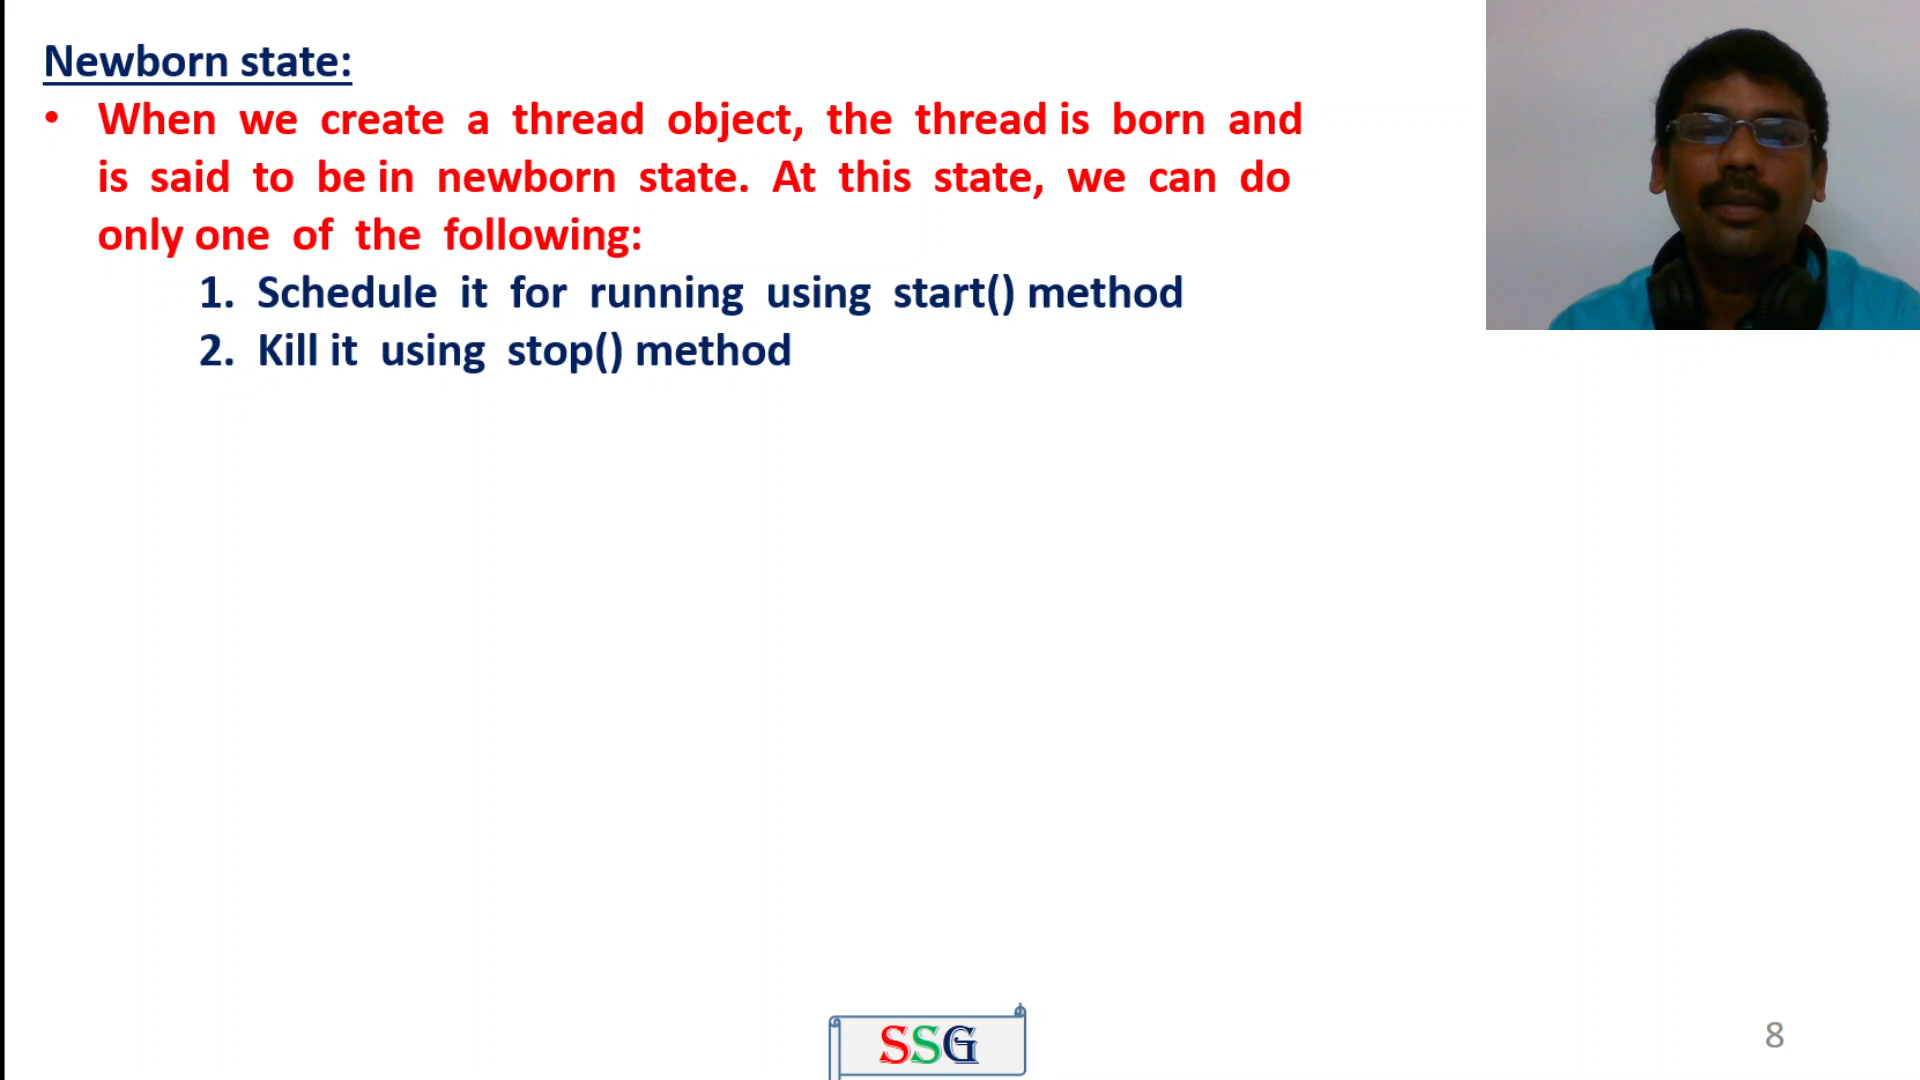 Newborn state:
• When we create a thread object, the thread is born and
is said to be in newborn state. At this state, we can do
only one of the following:
1. Schedule it for running using start() method
2. Kill it using stop() method
SSG
8